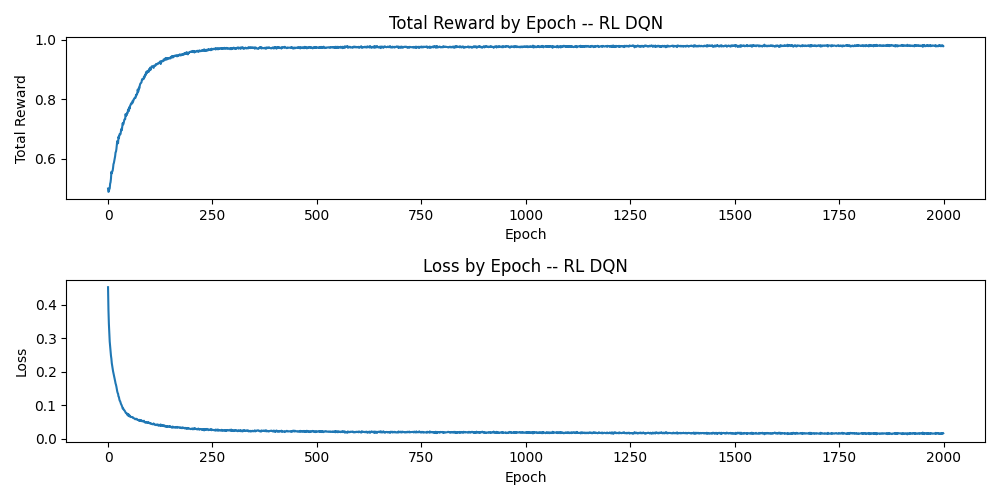 Total Reward by Epoch -- RL DQN
Total Reward
1.0
0.8
0.6
0 250 500 750 1000 1250 1500 1750 2000
Epoch
Loss by Epoch -- RL DQN
Loss
0.4
0.3
0.2
0.1
0.0
0 250 500 750 1000 1250 1500 1750 2000
Epoch